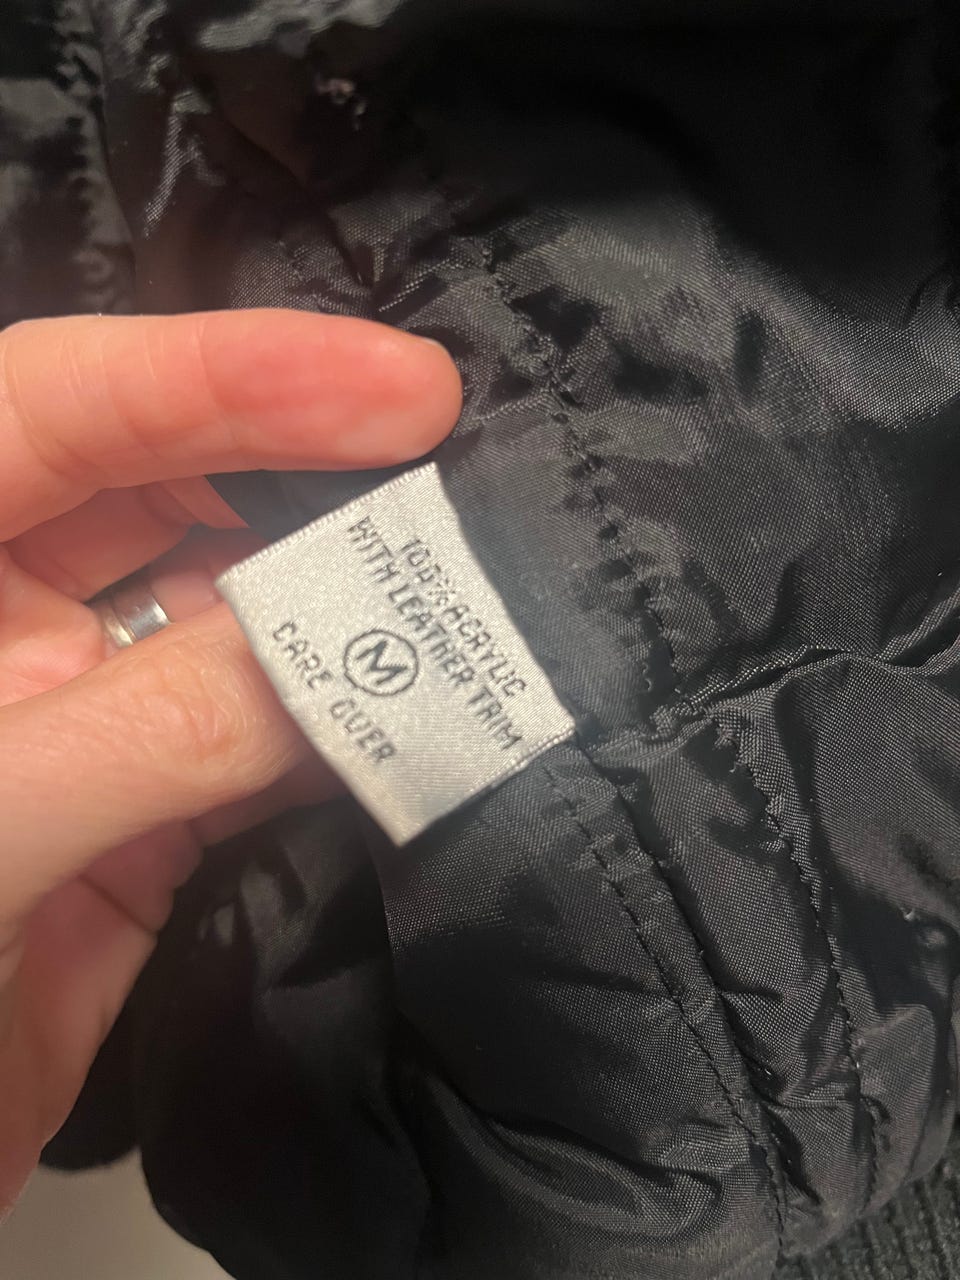 100% ACRYLIC
WITH LEATHER TRIM
M
CARE OVER